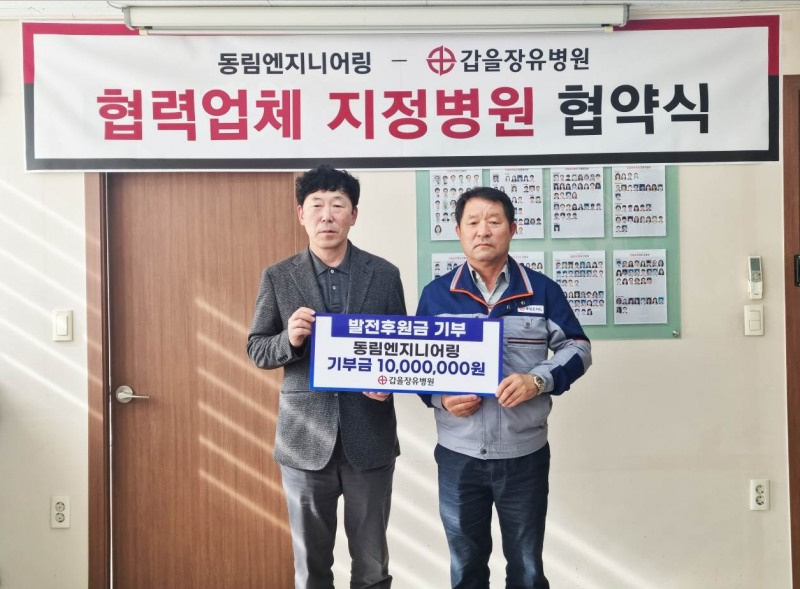 동림엔지니어링 – 갑을장유병원
협력업체 지정병원 협약식
발전후원금 기부
동림엔지니어링
기부금 10,000,000원
갑을장유병원